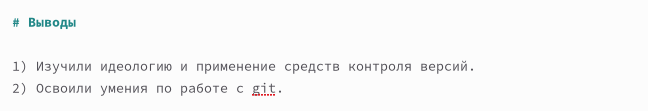 # Выводы
1) Изучили идеологию и применение средств контроля версий.
2) Освоили умения по работе с git.